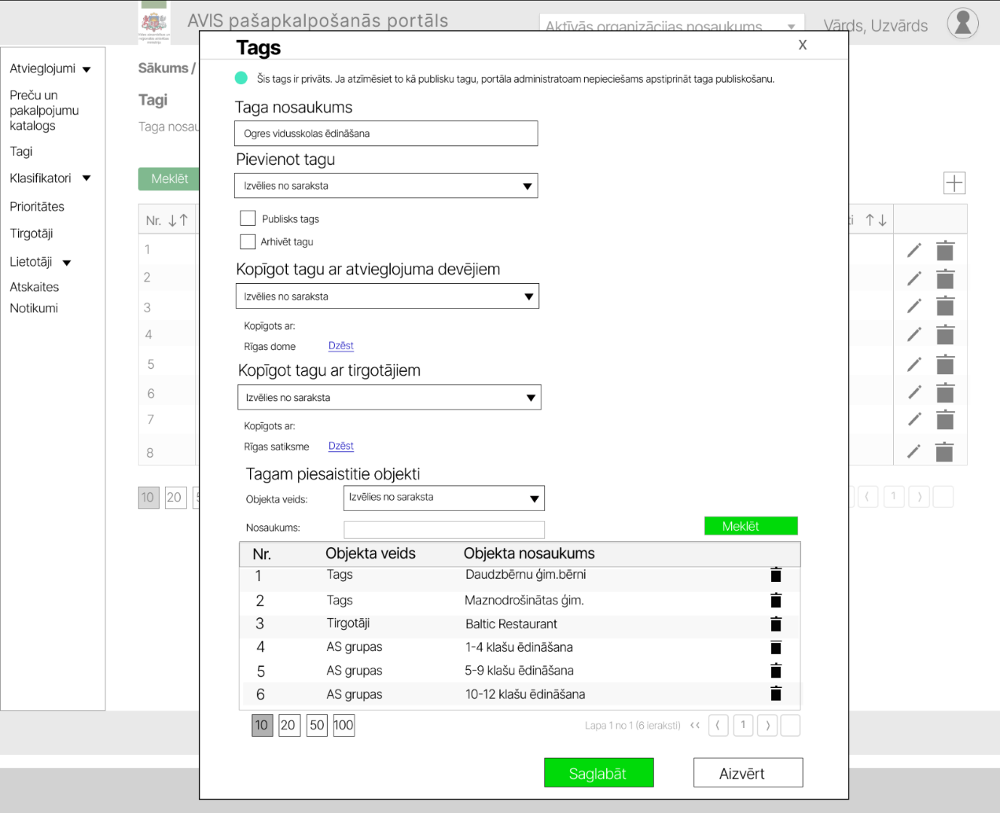 AVIS pašapkalpošanās portāls
Aktīvās organizācijas nosaukums
Vārds, Uzvārds
Atvieglojumi
Preču un
pakalpojumu
katalogs
Tagi
Klasifikatori
Prioritātes
Tirgotāji
Lietotāji
Atskaites
Notikumi
Sākums /
Tagi
Taga nosau
Meklēt
Nr.
1
2
3
4
5
6
7
8
10 20
1
Tags
X
Šis tags ir privāts. Ja atzīmēsiet to kā publisku tagu, portāla administratoam nepieciešams apstiprināt taga publiskošanu.
Taga nosaukums
Ogres vidusskolas ēdināšana
Pievienot tagu
Izvēlies no saraksta
Publisks tags
Arhivēt tagu
Kopīgot tagu ar atvieglojuma devējiem
Izvēlies no saraksta
Kopīgots ar:
Rīgas dome Dzēst
Kopīgot tagu ar tirgotājiem
Izvēlies no saraksta
Kopīgots ar:
Rīgas satiksme Dzēst
Tagam piesaistitie objekti
Objekta veids: Izvēlies no saraksta
Nosaukums:
Meklēt
Nr. Objekta veids Objekta nosaukums
1 Tags Daudzbērnu ģim.bērni
2 Tags Maznodrošinātas ģim.
3 Tirgotāji Baltic Restaurant
4 AS grupas 1-4 klašu ēdināšana
5 AS grupas 5-9 klašu ēdināšana
6 AS grupas 10-12 klašu ēdināšana
10 20 50 100
Lapa 1 no 1 (6 ieraksti) << ⟨ 1 ⟩
Saglabāt
Aizvērt